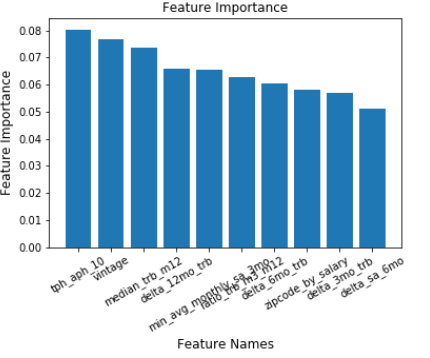 Feature Importance
Feature Importance
0.08
0.07
0.06
0.05
0.04
0.03
0.02
0.01
0.00
tph_aph_10
vintage
median_trb_m12
delta_12mo_trb
min_avg_monthly_sa_3mo
ratio_trb_m3_m12
delta_6mo_trb
zipcode_by_salary
delta_3mo_trb
delta_sa_6mo
Feature Names